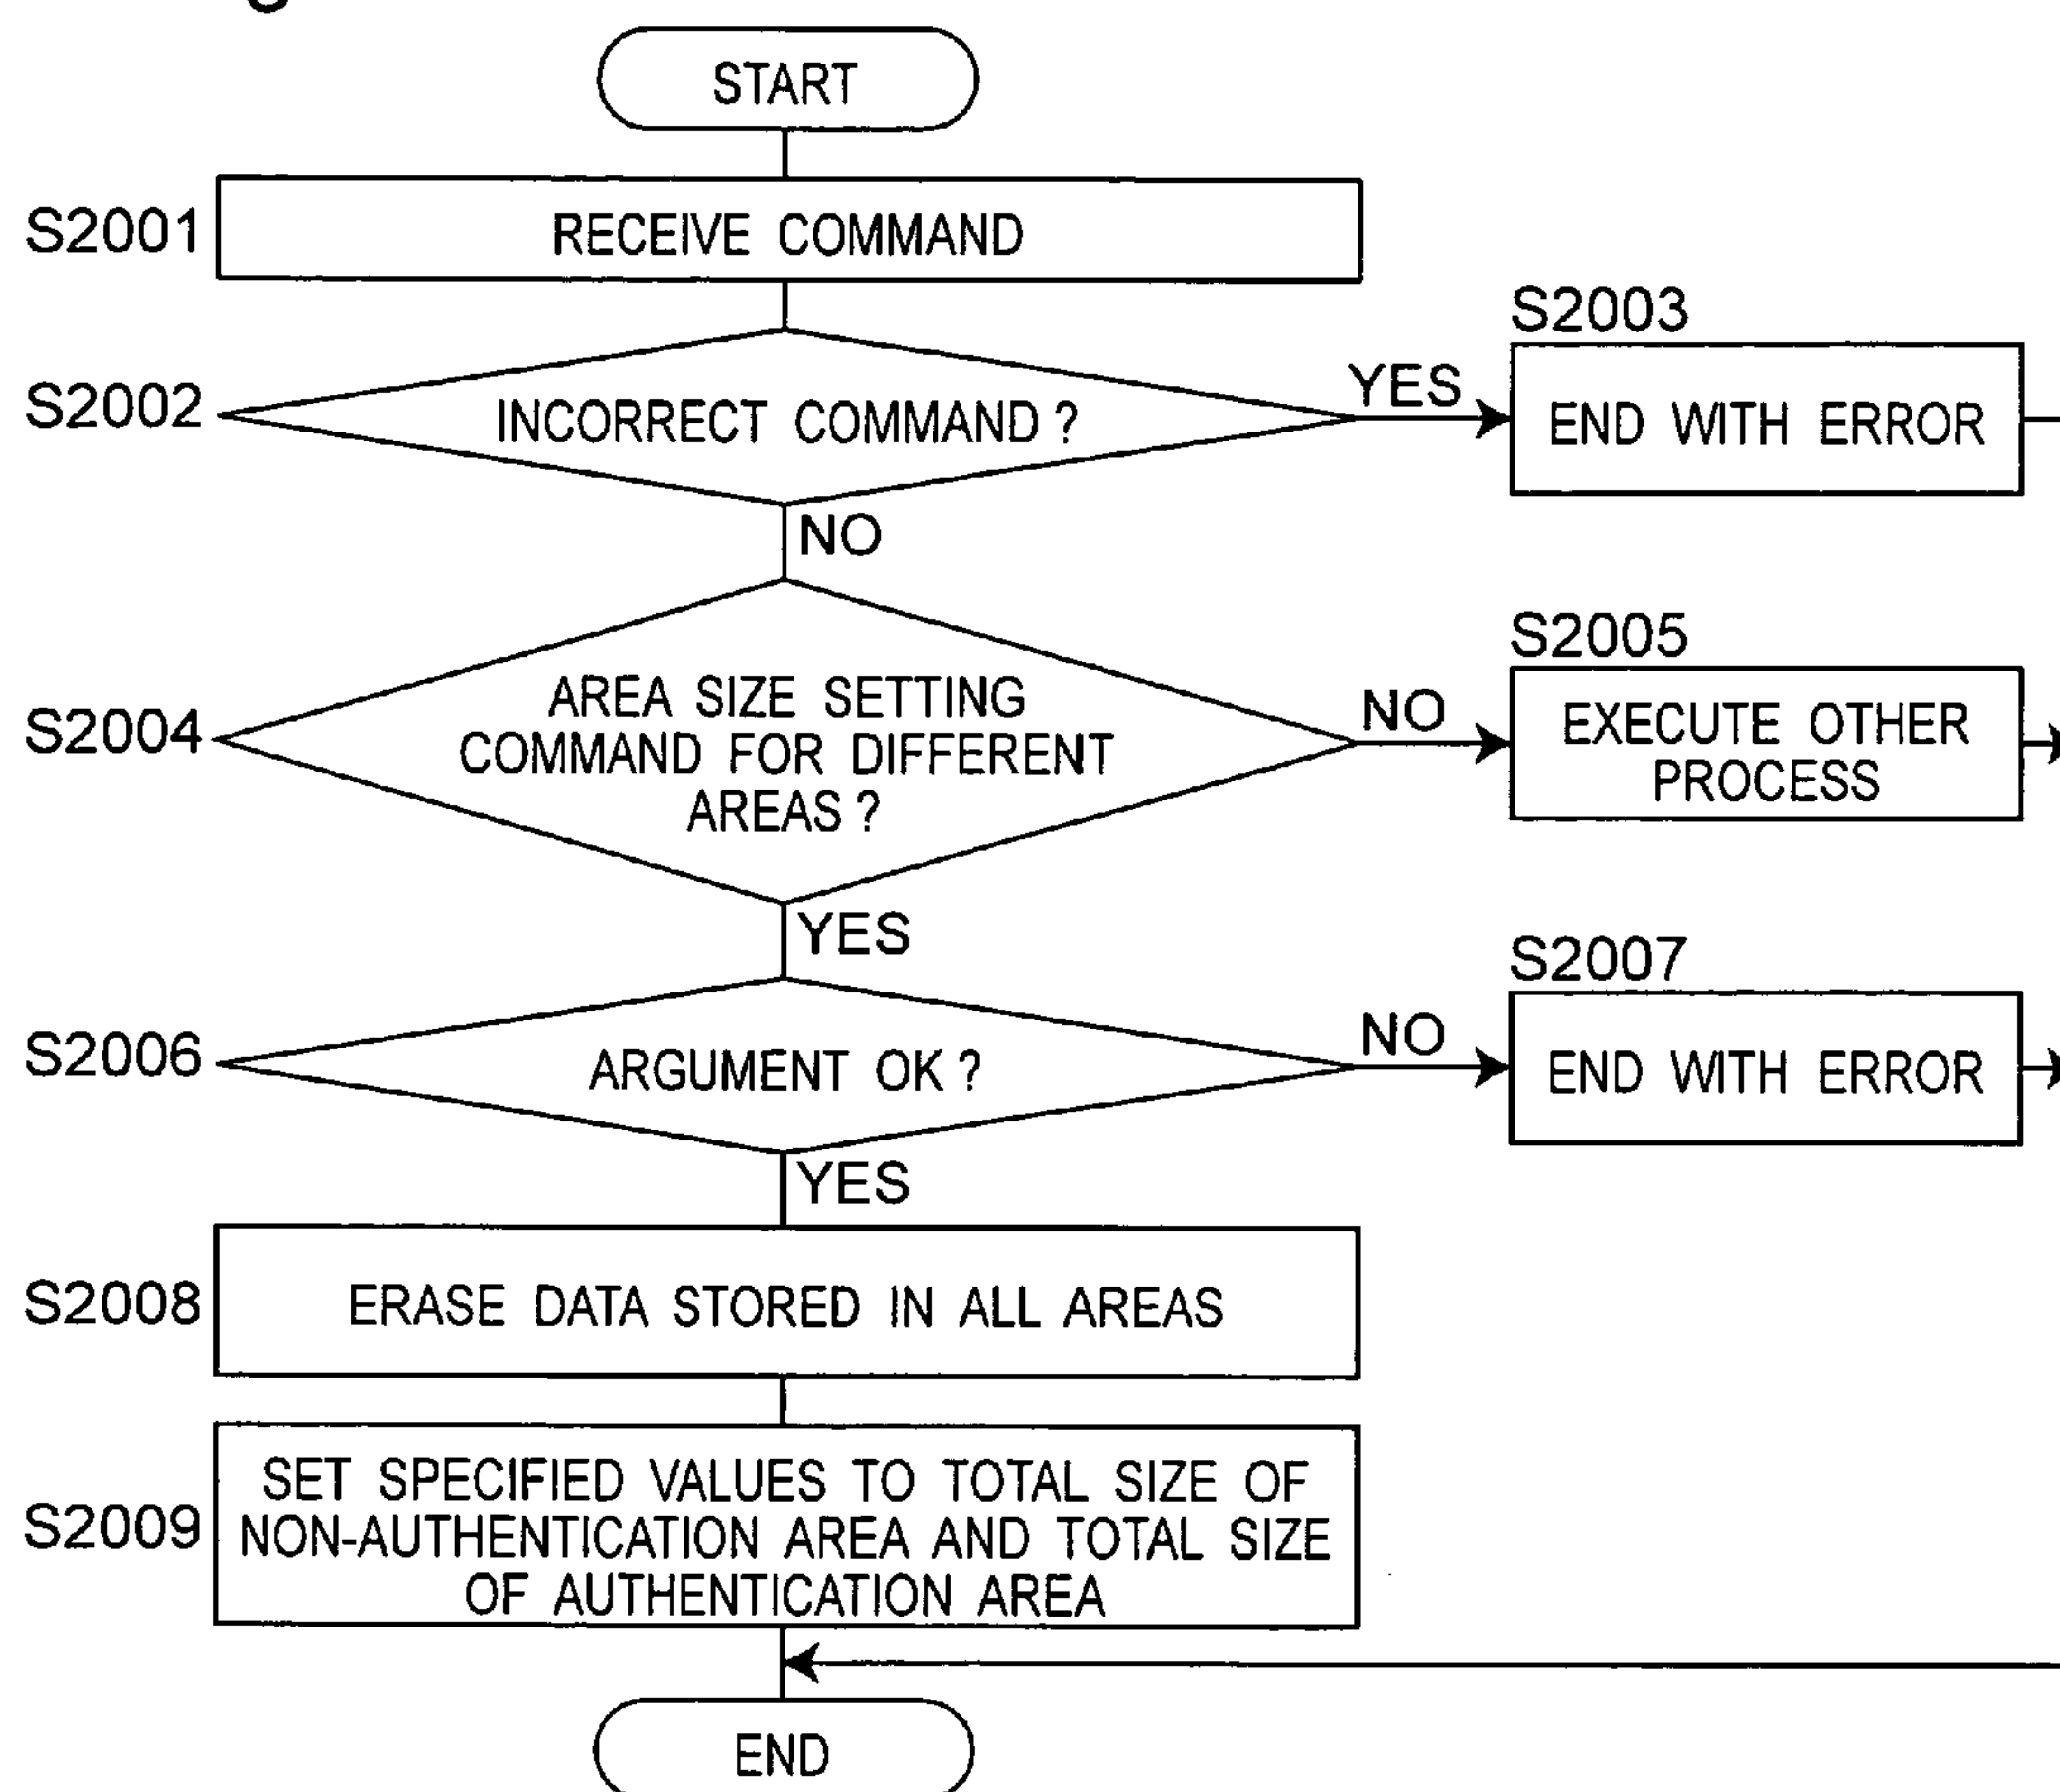 START
S2001
RECEIVE COMMAND
S2002
INCORRECT COMMAND ?
YES
S2003
END WITH ERROR
NO
S2004
AREA SIZE SETTING
COMMAND FOR DIFFERENT
AREAS ?
NO
S2005
EXECUTE OTHER
PROCESS
YES
S2006
ARGUMENT OK ?
NO
S2007
END WITH ERROR
YES
S2008
ERASE DATA STORED IN ALL AREAS
S2009
SET SPECIFIED VALUES TO TOTAL SIZE OF
NON-AUTHENTICATION AREA AND TOTAL SIZE
OF AUTHENTICATION AREA
END